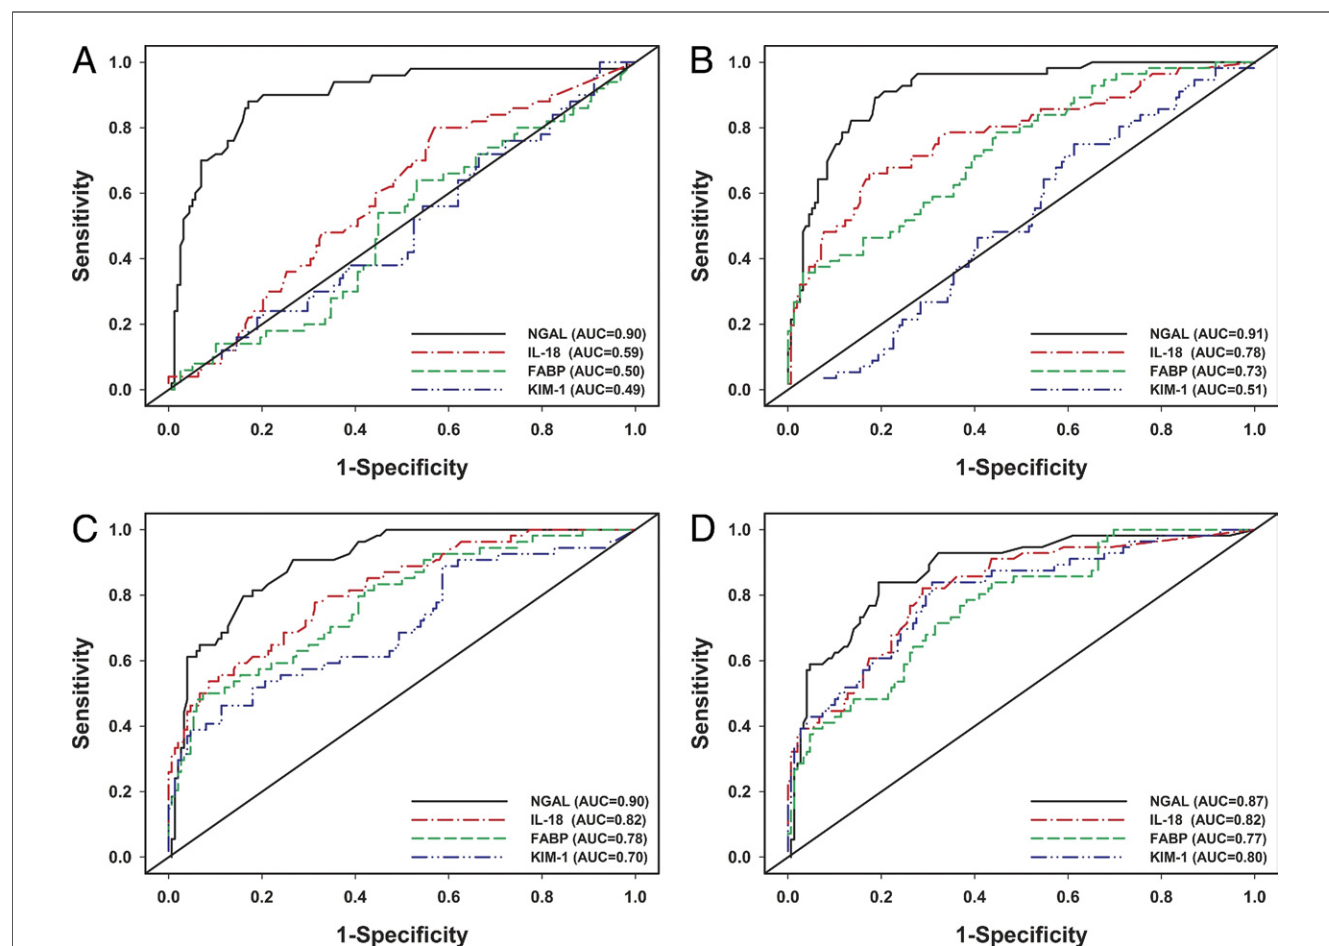 A
Sensitivity
1.0
0.8
0.6
0.4
0.2
0.0
NGAL (AUC=0.90)
IL-18 (AUC=0.59)
FABP (AUC=0.50)
KIM-1 (AUC=0.49)
0.0 0.2 0.4 0.6 0.8 1.0
1-Specificity
B
Sensitivity
1.0
0.8
0.6
0.4
0.2
0.0
NGAL (AUC=0.91)
IL-18 (AUC=0.78)
FABP (AUC=0.73)
KIM-1 (AUC=0.51)
0.0 0.2 0.4 0.6 0.8 1.0
1-Specificity
C
Sensitivity
1.0
0.8
0.6
0.4
0.2
0.0
NGAL (AUC=0.90)
IL-18 (AUC=0.82)
FABP (AUC=0.78)
KIM-1 (AUC=0.70)
0.0 0.2 0.4 0.6 0.8 1.0
1-Specificity
D
Sensitivity
1.0
0.8
0.6
0.4
0.2
0.0
NGAL (AUC=0.87)
IL-18 (AUC=0.82)
FABP (AUC=0.77)
KIM-1 (AUC=0.80)
0.0 0.2 0.4 0.6 0.8 1.0
1-Specificity